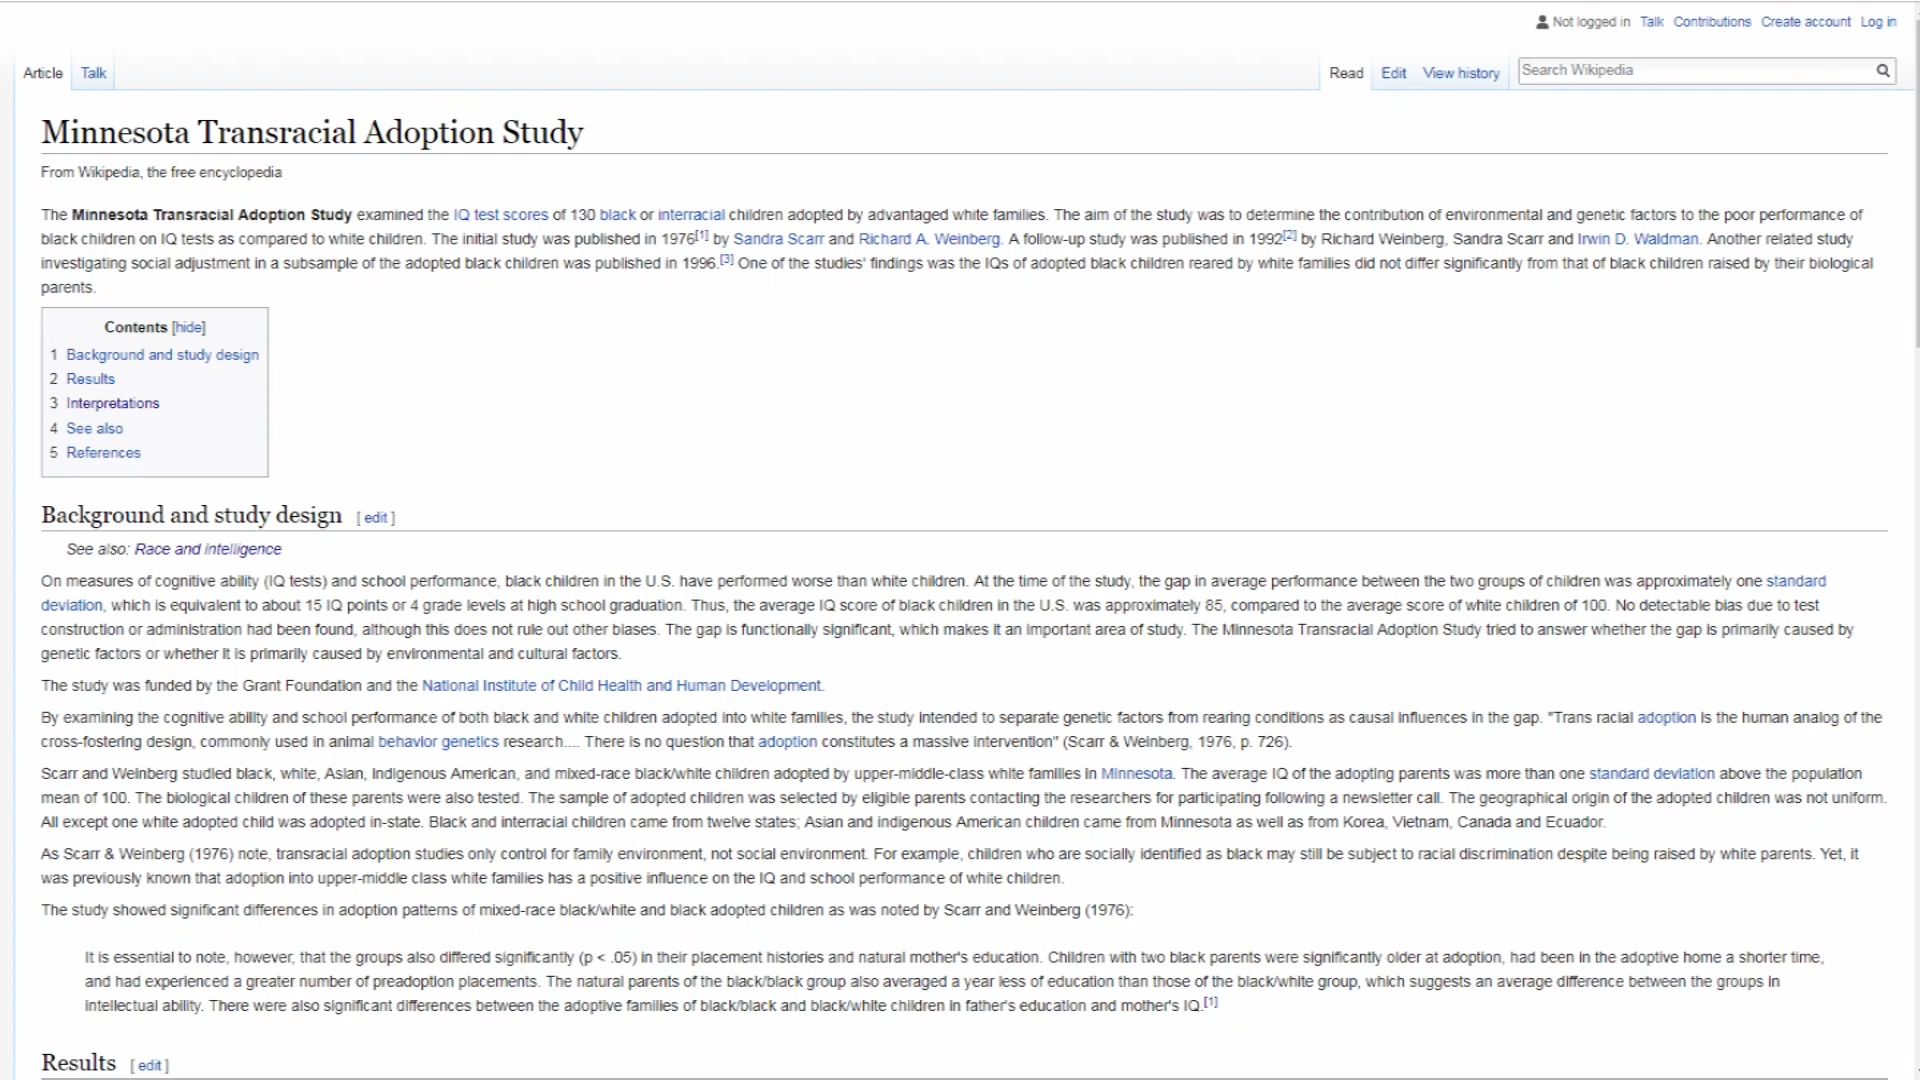 Not logged in Talk Contributions Create account Log in
Article Talk Read Edit View history Search Wikipedia
Minnesota Transracial Adoption Study
From Wikipedia, the free encyclopedia
The Minnesota Transracial Adoption Study examined the IQ test scores of 130 black or interracial children adopted by advantaged white families. The aim of the study was to determine the contribution of environmental and genetic factors to the poor performance of
black children on IQ tests as compared to white children. The initial study was published in 1976[1] by Sandra Scarr and Richard A. Weinberg. A follow-up study was published in 1992[2] by Richard Weinberg, Sandra Scarr and Irwin D. Waldman. Another related study
investigating social adjustment in a subsample of the adopted black children was published in 1996.[3] One of the studies' findings was the IQs of adopted black children reared by white families did not differ significantly from that of black children raised by their biological
parents.
Contents [hide]
1 Background and study design
2 Results
3 Interpretations
4 See also
5 References
Background and study design [ edit ]
See also: Race and intelligence
On measures of cognitive ability (IQ tests) and school performance, black children in the U.S. have performed worse than white children. At the time of the study, the gap in average performance between the two groups of children was approximately one standard
deviation, which is equivalent to about 15 IQ points or 4 grade levels at high school graduation. Thus, the average IQ score of black children in the U.S. was approximately 85, compared to the average score of white children of 100. No detectable bias due to test
construction or administration had been found, although this does not rule out other biases. The gap is functionally significant, which makes it an important area of study. The Minnesota Transracial Adoption Study tried to answer whether the gap is primarily caused by
genetic factors or whether it is primarily caused by environmental and cultural factors.
The study was funded by the Grant Foundation and the National Institute of Child Health and Human Development.
By examining the cognitive ability and school performance of both black and white children adopted into white families, the study intended to separate genetic factors from rearing conditions as causal influences in the gap. "Trans racial adoption is the human analog of the
cross-fostering design, commonly used in animal behavior genetics research.... There is no question that adoption constitutes a massive intervention" (Scarr & Weinberg, 1976, p. 726).
Scarr and Weinberg studied black, white, Asian, indigenous American, and mixed-race black/white children adopted by upper-middle-class white families in Minnesota. The average IQ of the adopting parents was more than one standard deviation above the population
mean of 100. The biological children of these parents were also tested. The sample of adopted children was selected by eligible parents contacting the researchers for participating following a newsletter call. The geographical origin of the adopted children was not uniform.
All except one white adopted child was adopted in-state. Black and interracial children came from twelve states; Asian and indigenous American children came from Minnesota as well as from Korea, Vietnam, Canada and Ecuador.
As Scarr & Weinberg (1976) note, transracial adoption studies only control for family environment, not social environment. For example, children who are socially identified as black may still be subject to racial discrimination despite being raised by white parents. Yet, it
was previously known that adoption into upper-middle class white families has a positive influence on the IQ and school performance of white children.
The study showed significant differences in adoption patterns of mixed-race black/white and black adopted children as was noted by Scarr and Weinberg (1976):
It is essential to note, however, that the groups also differed significantly (p < .05) in their placement histories and natural mother's education. Children with two black parents were significantly older at adoption, had been in the adoptive home a shorter time,
and had experienced a greater number of preadoption placements. The natural parents of the black/black group also averaged a year less of education than those of the black/white group, which suggests an average difference between the groups in
intellectual ability. There were also significant differences between the adoptive families of black/black and black/white children in father's education and mother's IQ.[1]
Results [ edit ]